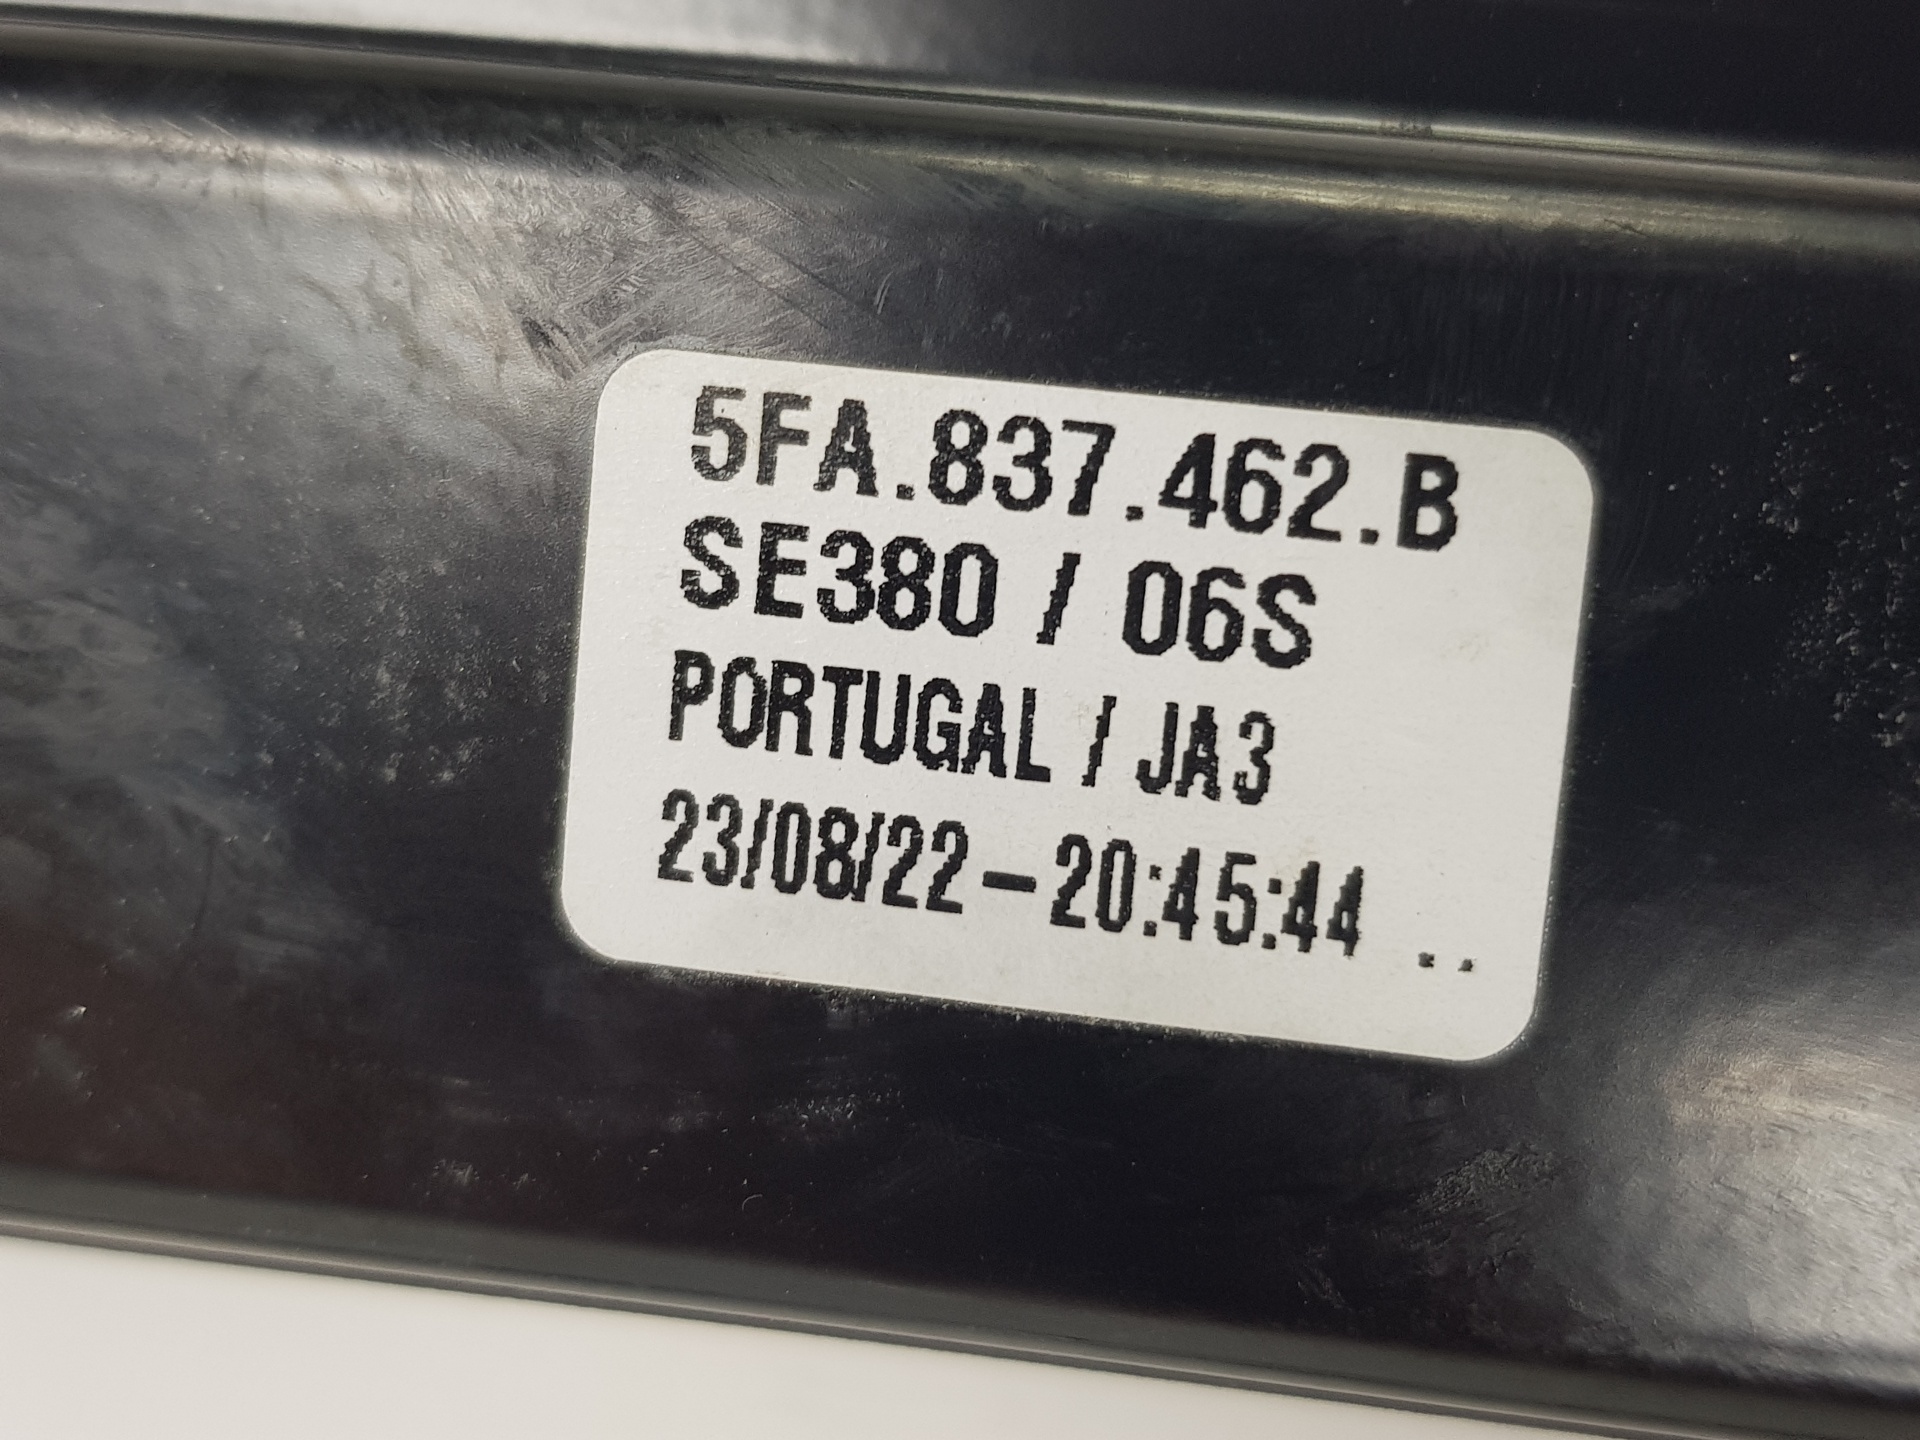 5FA.837.462.B
SE380 / 06S
PORTUGAL / JA3
23/08/22-20:45:44 ..